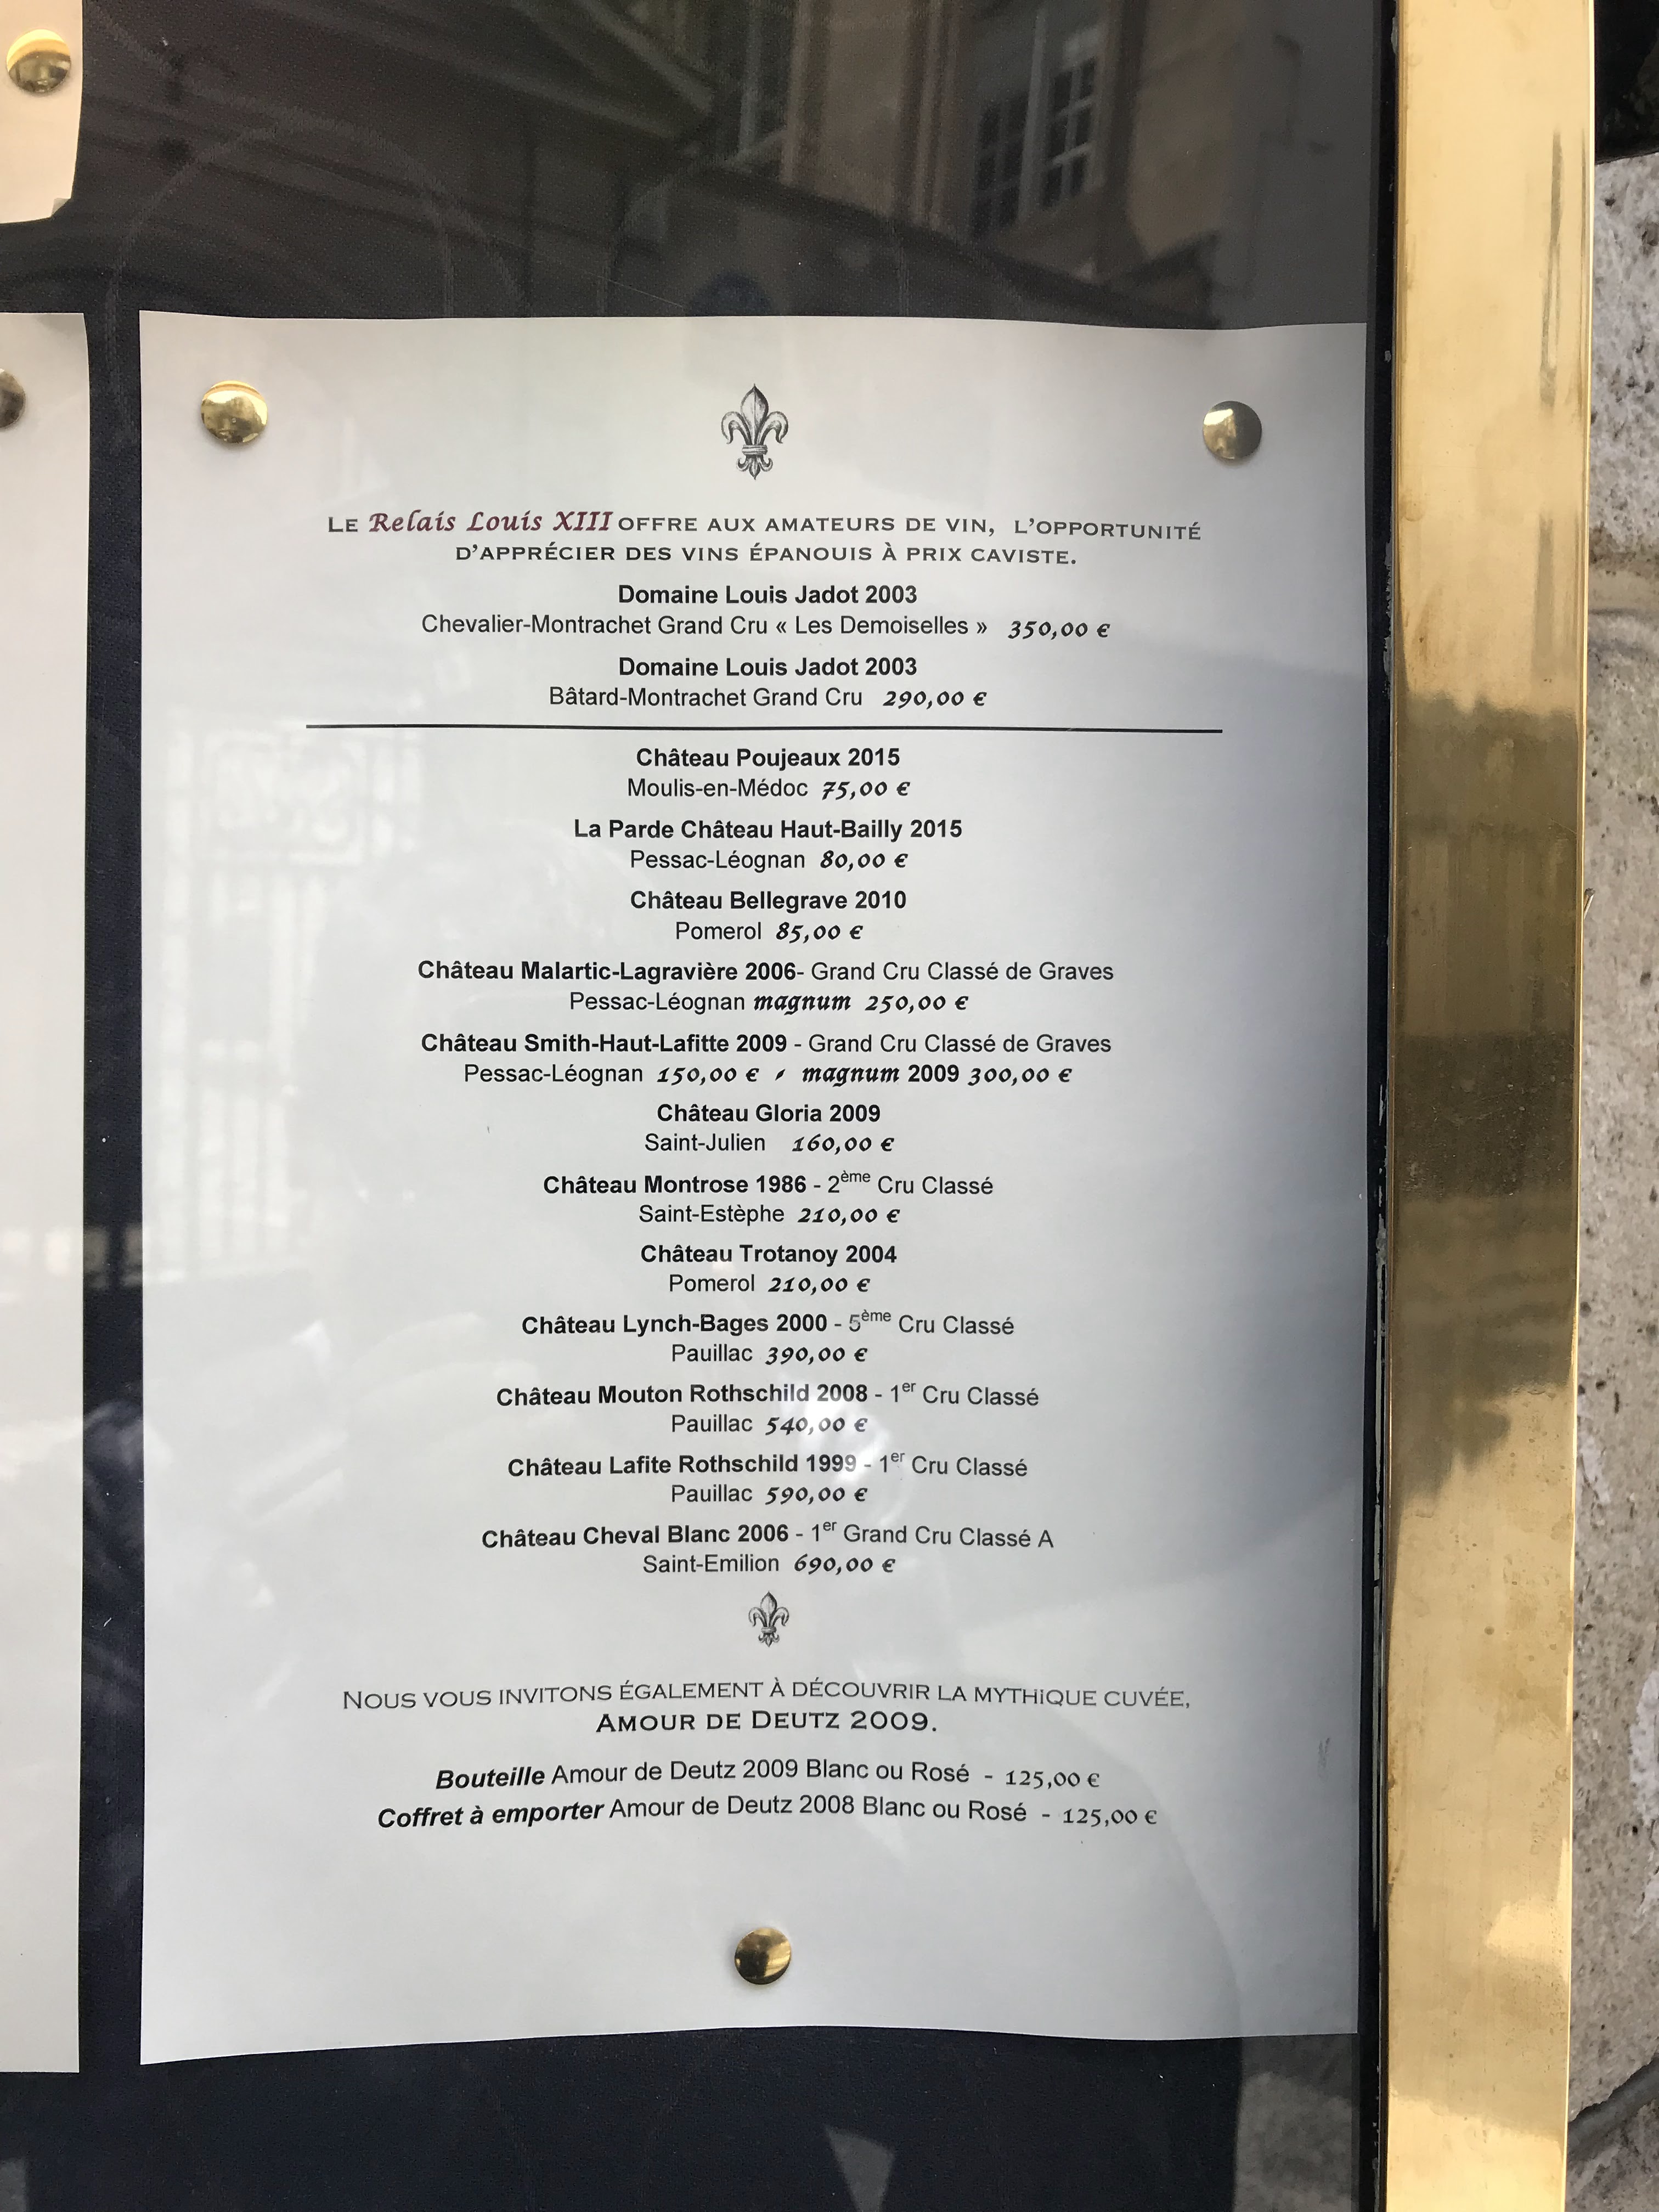 Le Relais Louis XIII offre aux amateurs de vin, l'opportunité
d'apprécier des vins épanouis à prix caviste.
Domaine Louis Jadot 2003
Chevalier-Montrachet Grand Cru « Les Demoiselles » 350,00 €
Domaine Louis Jadot 2003
Bâtard-Montrachet Grand Cru 290,00 €
Château Poujeaux 2015
Moulis-en-Médoc 75,00 €
La Parde Château Haut-Bailly 2015
Pessac-Léognan 80,00 €
Château Bellegrave 2010
Pomerol 85,00 €
Château Malartic-Lagravière 2006- Grand Cru Classé de Graves
Pessac-Léognan magnum 250,00 €
Château Smith-Haut-Lafitte 2009 - Grand Cru Classé de Graves
Pessac-Léognan 150,00 € - magnum 2009 300,00 €
Château Gloria 2009
Saint-Julien 160,00 €
Château Montrose 1986 - 2ème Cru Classé
Saint-Estèphe 210,00 €
Château Trotanoy 2004
Pomerol 210,00 €
Château Lynch-Bages 2000 - 5ème Cru Classé
Pauillac 390,00 €
Château Mouton Rothschild 2008 - 1er Cru Classé
Pauillac 540,00 €
Château Lafite Rothschild 1999 - 1er Cru Classé
Pauillac 590,00 €
Château Cheval Blanc 2006 - 1er Grand Cru Classé A
Saint-Emilion 690,00 €
Nous vous invitons également à découvrir la mythique cuvée,
Amour de Deutz 2009.
Bouteille Amour de Deutz 2009 Blanc ou Rosé - 125,00 €
Coffret à emporter Amour de Deutz 2008 Blanc ou Rosé - 125,00 €